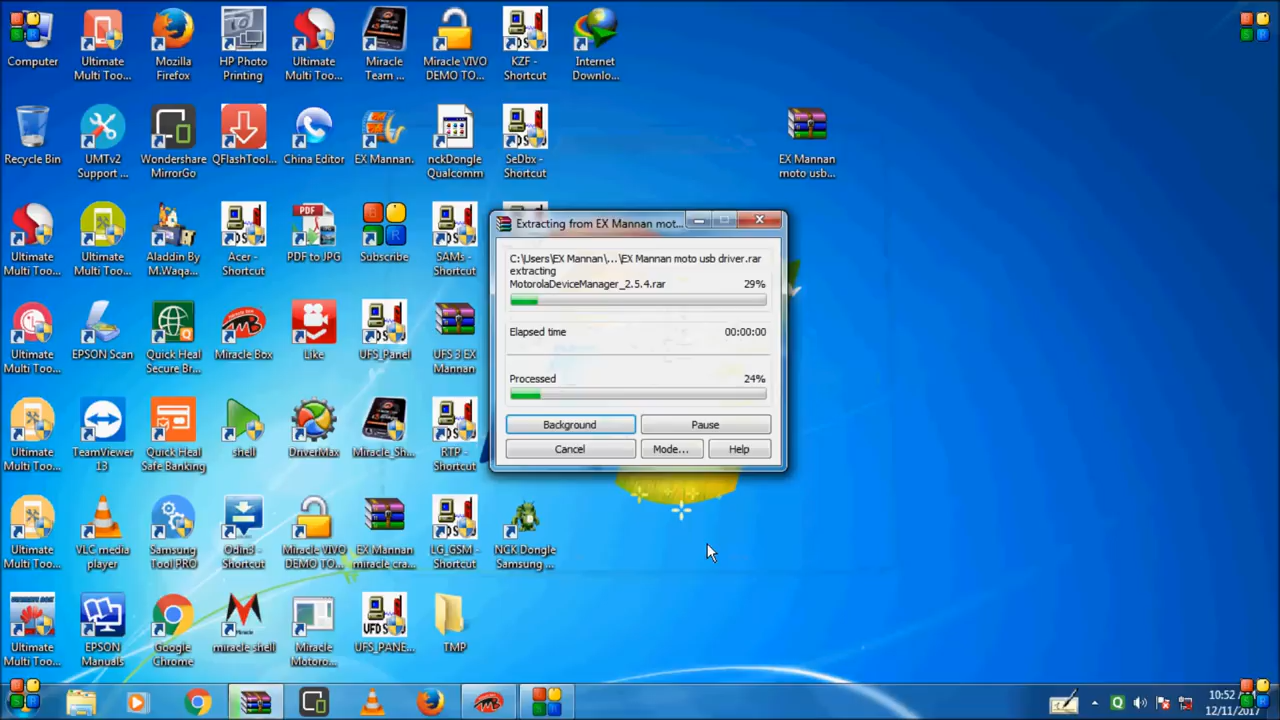 Computer
Ultimate
Multi Too...
Mozilla
Firefox
HP Photo
Printing
Ultimate
Multi Too...
Miracle
Team ...
Miracle VIVO
DEMO TO...
KZF -
Shortcut
Internet
Downlo...
Recycle Bin
UMTv2
Support ...
Wondershare
MirrorGo
QFlashTool...
China Editor
EX Mannan.
nckDongle
Qualcomm
SeDbx -
Shortcut
EX Mannan
moto usb...
Ultimate
Multi Too...
Ultimate
Multi Too...
Aladdin By
M.Waqa...
Acer -
Shortcut
PDF to JPG
Subscribe
SAMs -
Shortcut
Extracting from EX Mannan mot...
C:\Users\EX Mannan\...\EX Mannan moto usb driver.rar
extracting
MotorolaDeviceManager_2.5.4.rar 29%
Elapsed time 00:00:00
Processed 24%
Background Pause
Cancel Mode... Help
Ultimate
Multi Too...
EPSON Scan
Quick Heal
Secure Br...
Miracle Box
Like
UFS_Panel
UFS 3 EX
Mannan
Ultimate
Multi Too...
TeamViewer
13
Quick Heal
Safe Banking
shell
DriverMax
Miracle_Sh...
RTP -
Shortcut
Ultimate
Multi Too...
VLC media
player
Samsung
Tool PRO
Odin3 -
Shortcut
Miracle VIVO
DEMO TO...
EX Mannan
miracle cra...
LG_GSM -
Shortcut
NCK Dongle
Samsung ...
Ultimate
Multi Too...
EPSON
Manuals
Google
Chrome
miracle shell
Miracle
Motoro...
UFS_PANE...
TMP
10:52
12/11/2017